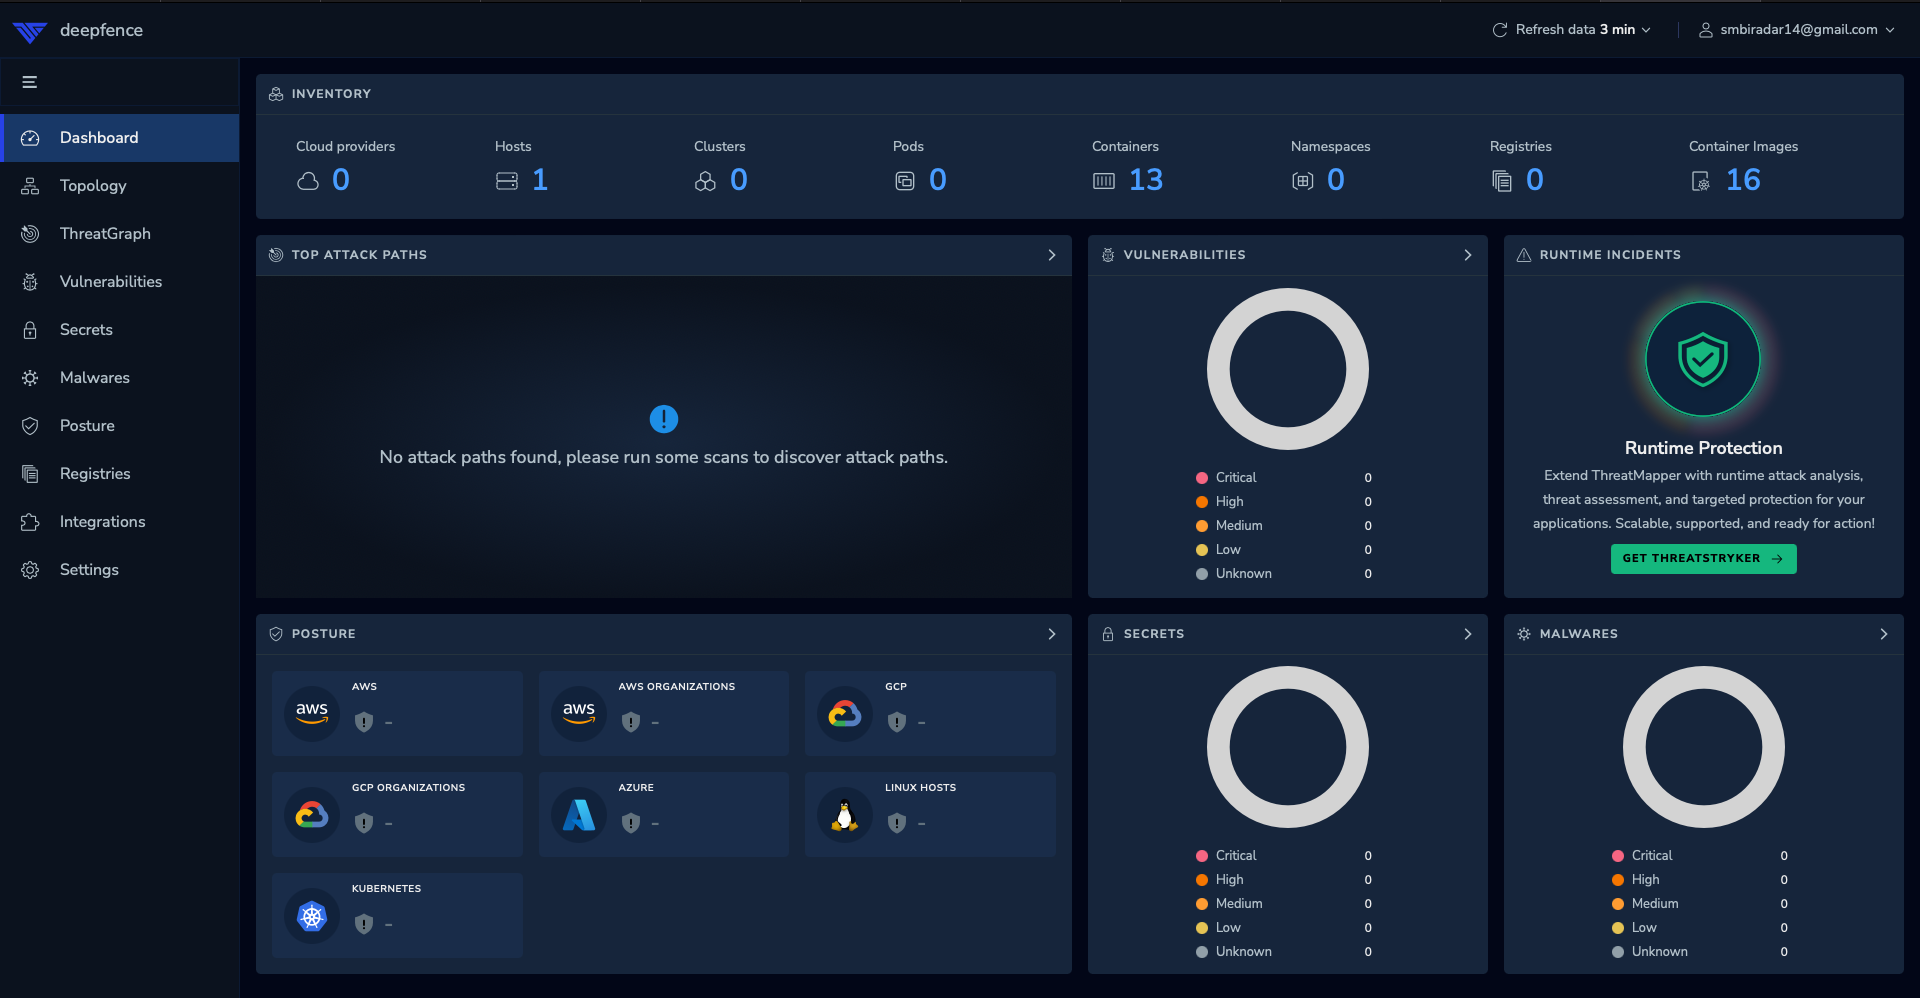 deepfence
Refresh data 3 min
smbiradar14@gmail.com
Dashboard
Topology
ThreatGraph
Vulnerabilities
Secrets
Malwares
Posture
Registries
Integrations
Settings
INVENTORY
Cloud providers
0
Hosts
1
Clusters
0
Pods
0
Containers
13
Namespaces
0
Registries
0
Container Images
16
TOP ATTACK PATHS
No attack paths found, please run some scans to discover attack paths.
VULNERABILITIES
Critical 0
High 0
Medium 0
Low 0
Unknown 0
RUNTIME INCIDENTS
Runtime Protection
Extend ThreatMapper with runtime attack analysis,
threat assessment, and targeted protection for your
applications. Scalable, supported, and ready for action!
GET THREATSTRYKER
POSTURE
AWS
aws
-
AWS ORGANIZATIONS
aws
-
GCP
-
GCP ORGANIZATIONS
-
AZURE
-
LINUX HOSTS
-
KUBERNETES
-
SECRETS
Critical 0
High 0
Medium 0
Low 0
Unknown 0
MALWARES
Critical 0
High 0
Medium 0
Low 0
Unknown 0